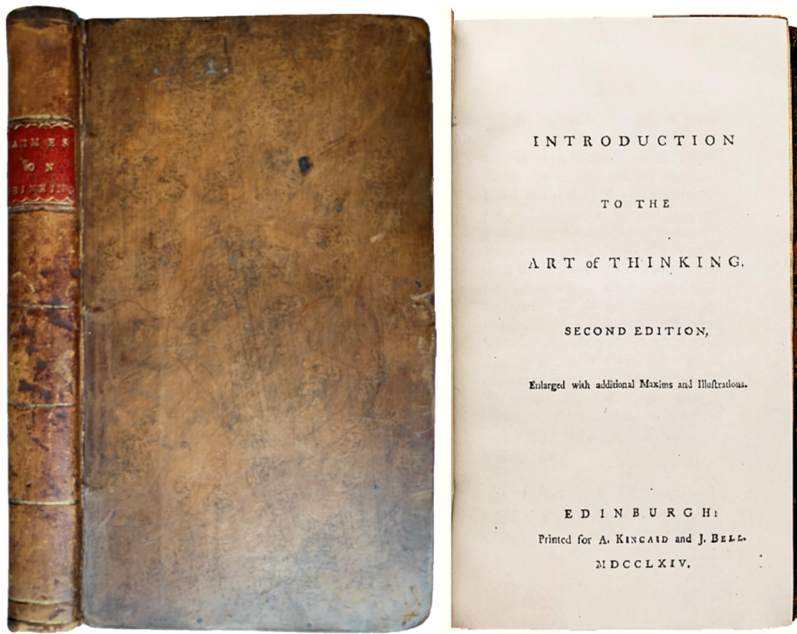 ON
INTRODUCTION
TO THE
ART of THINKING.
SECOND EDITION,
Enlarged with additional Maxims and Illuſtrations.
EDINBURGH:
Printed for A. KINCAID and J. BELL.
MDCCLXIV.